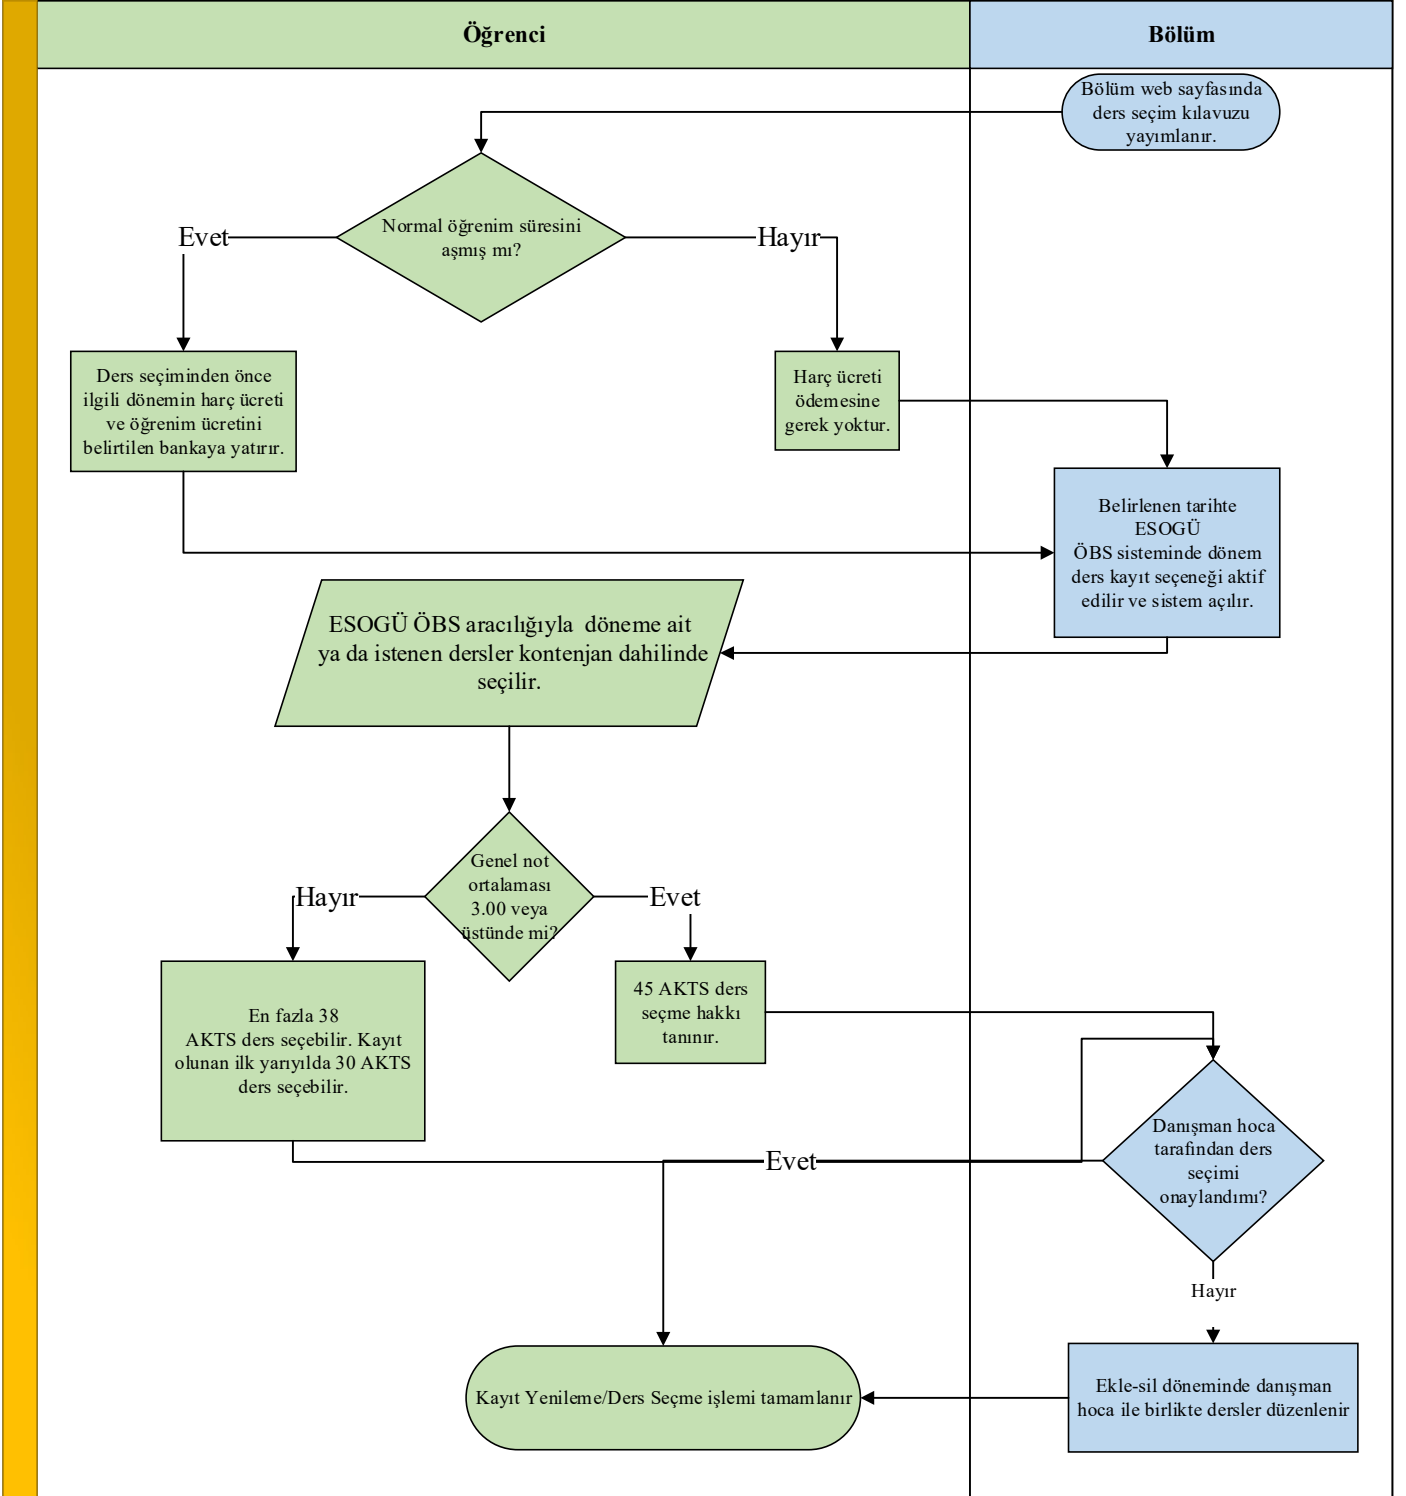 Öğrenci
Bölüm
Bölüm web sayfasında
ders seçim kılavuzu
yayımlanır.
Normal öğrenim süresini
aşmış mı?
Evet
Hayır
Ders seçiminden önce
ilgili dönemin harç ücreti
ve öğrenim ücretini
belirtilen bankaya yatırır.
Harç ücreti
ödemesine
gerek yoktur.
Belirlenen tarihte
ESOGÜ
ÖBS sisteminde dönem
ders kayıt seçeneği aktif
edilir ve sistem açılır.
ESOGÜ ÖBS aracılığıyla döneme ait
ya da istenen dersler kontenjan dahilinde
seçilir.
Genel not
ortalaması
3.00 veya
üstünde mi?
Hayır
Evet
En fazla 38
AKTS ders seçebilir. Kayıt
olunan ilk yarıyılda 30 AKTS
ders seçebilir.
45 AKTS ders
seçme hakkı
tanınır.
Danışman hoca
tarafından ders
seçimi
onaylandımı?
Evet
Hayır
Ekle-sil döneminde danışman
hoca ile birlikte dersler düzenlenir
Kayıt Yenileme/Ders Seçme işlemi tamamlanır